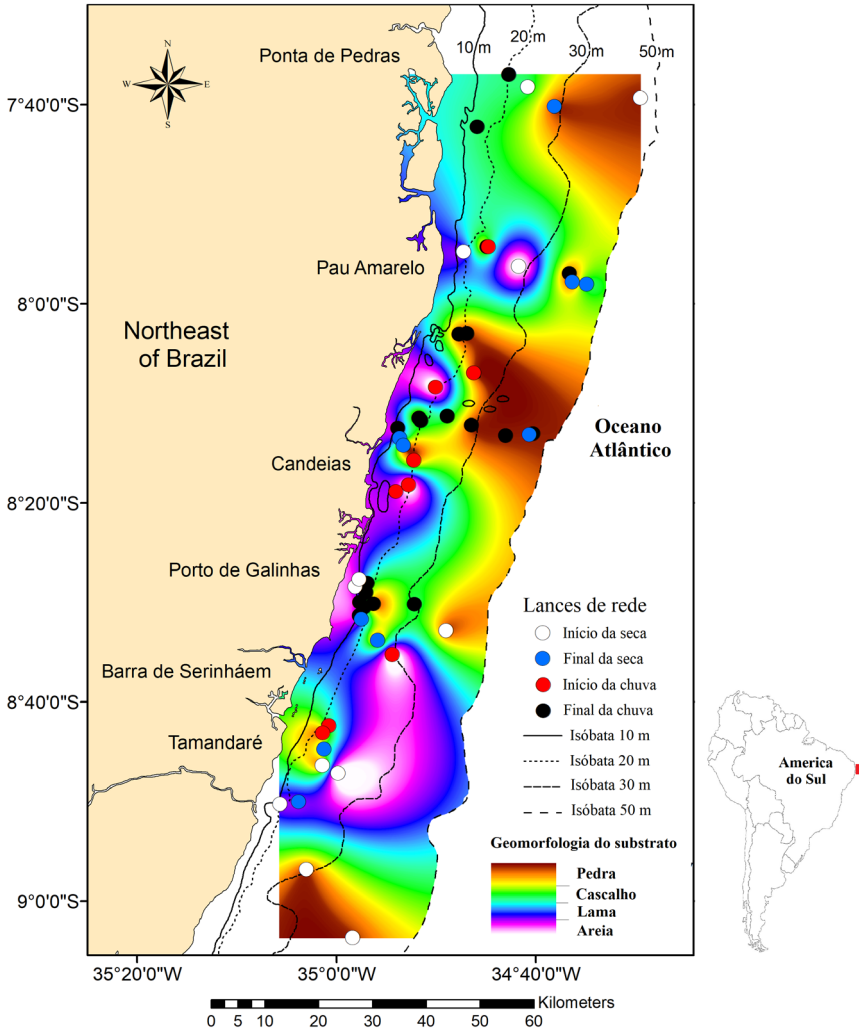 Ponta de Pedras
10 m
20 m
30 m
50m
N
W
E
S
7°40'0"S
Pau Amarelo
8°0'0"S
Northeast
of Brazil
Oceano
Atlântico
Candeias
8°20'0"S
Porto de Galinhas
Lances de rede
Início da seca
Final da seca
Início da chuva
Final da chuva
Isóbata 10 m
Isóbata 20 m
Isóbata 30 m
Isóbata 50 m
Barra de Serinháem
8°40'0"S
Tamandaré
America
do Sul
Geomorfologia do substrato
Pedra
Cascalho
Lama
Areia
9°0'0"S
35°20'0"W
35°0'0"W
34°40'0"W
Kilometers
0 5 10 20 30 40 50 60